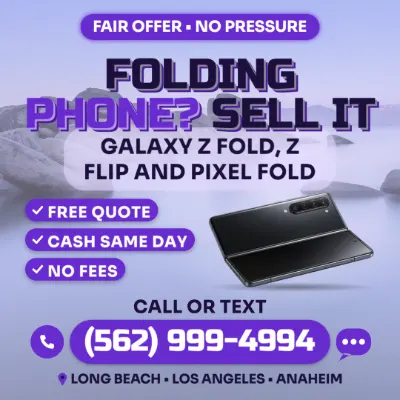 FAIR OFFER • NO PRESSURE
FOLDING
PHONE? SELL IT
GALAXY Z FOLD, Z
FLIP AND PIXEL FOLD
FREE QUOTE
CASH SAME DAY
NO FEES
CALL OR TEXT
(562) 999-4994
LONG BEACH • LOS ANGELES • ANAHEIM